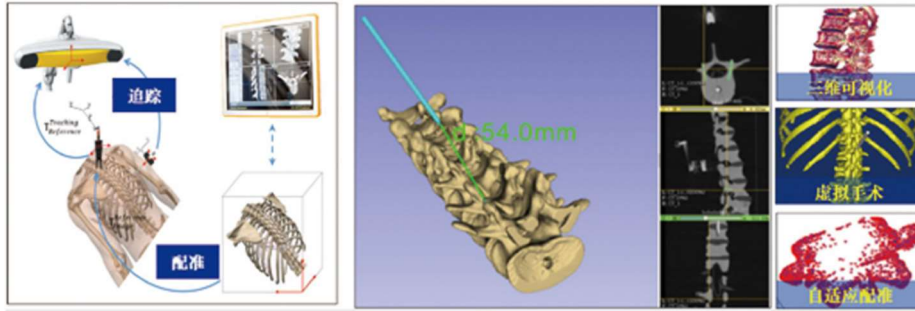 追踪
T Tracking
Reference
配准
d: 54.0mm
三维可视化
虚拟手术
自适应配准